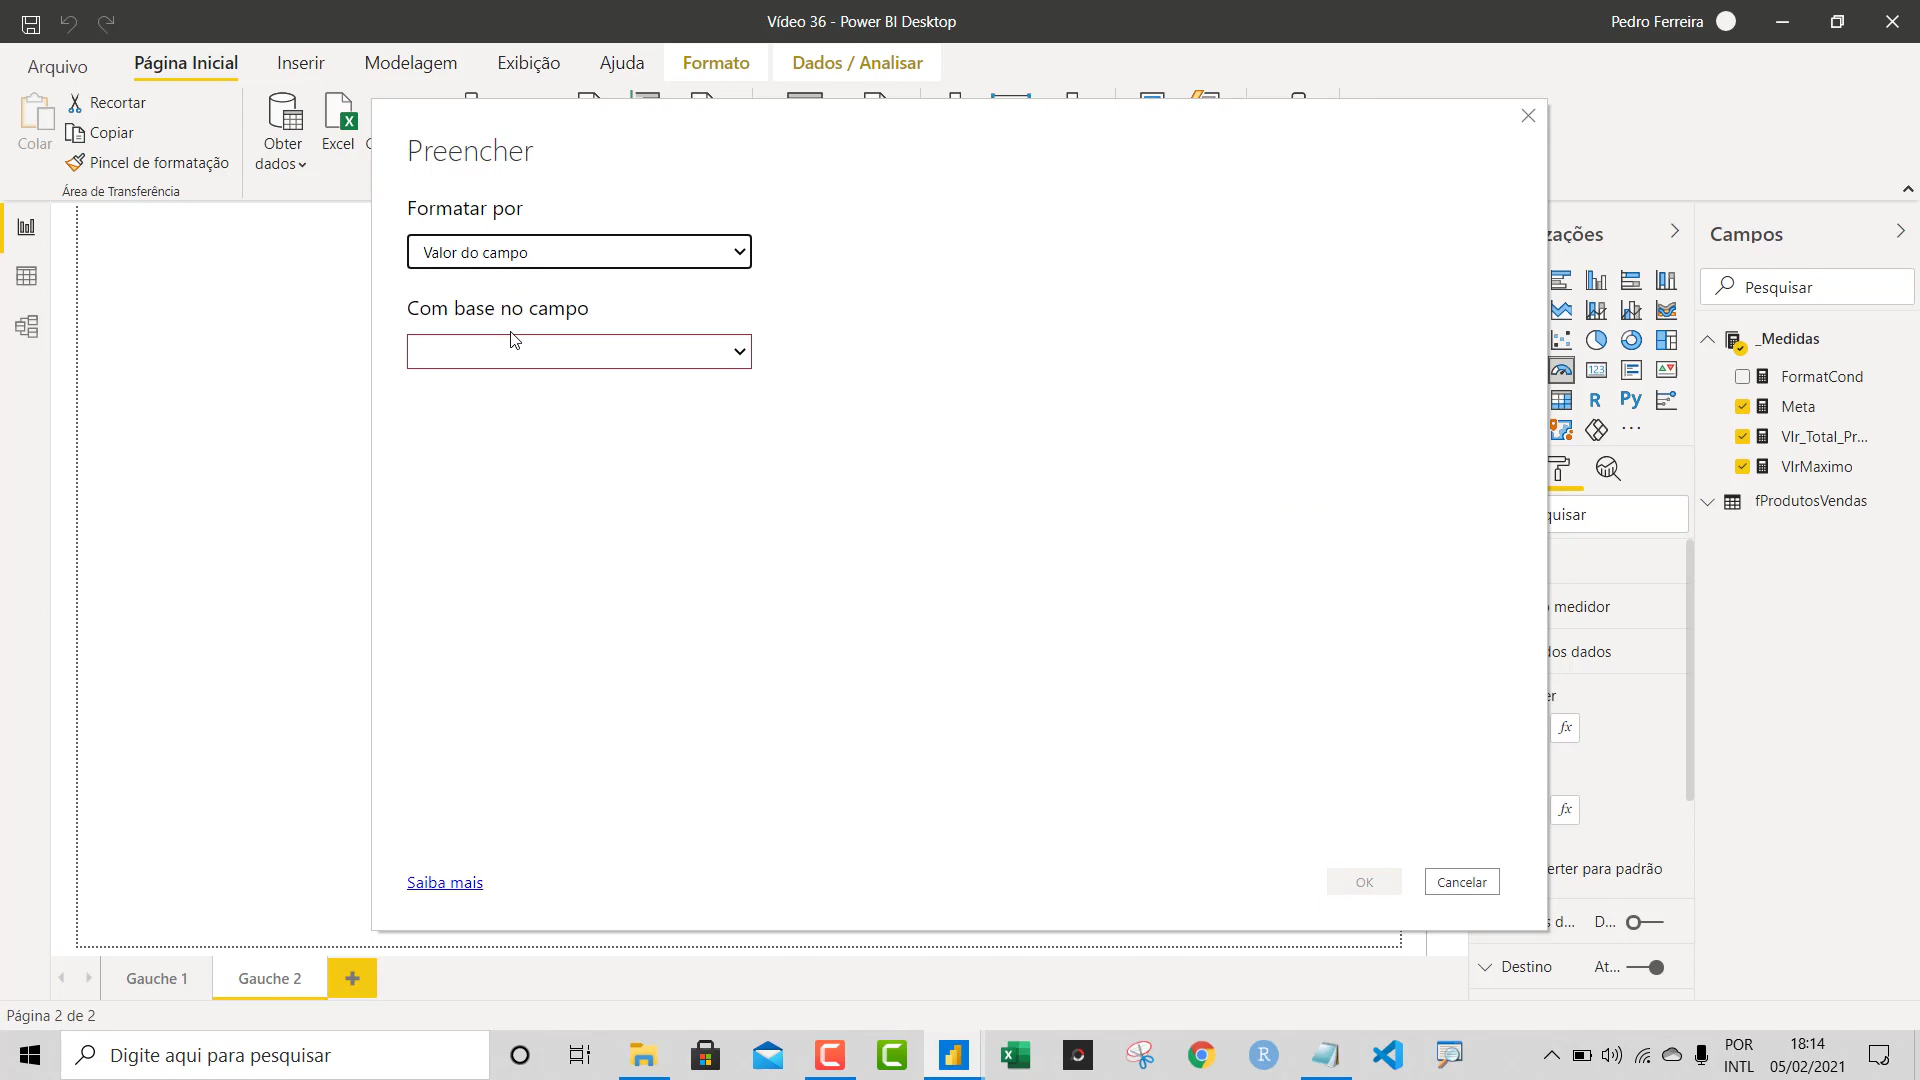 Vídeo 36 - Power BI Desktop
Pedro Ferreira
Arquivo
Página Inicial
Inserir
Modelagem
Exibição
Ajuda
Formato
Dados / Analisar
Colar
Recortar
Copiar
Pincel de formatação
Área de Transferência
Obter dados
Excel
Preencher
Formatar por
Valor do campo
Com base no campo
Saiba mais
OK
Cancelar
zações
R
Py
123
...
quisar
medidor
dos dados
er
fx
fx
erter para padrão
s d...
D...
Destino
At...
Campos
Pesquisar
_Medidas
FormatCond
Meta
Vlr_Total_Pr...
VlrMaximo
fProdutosVendas
Gauche 1
Gauche 2
Página 2 de 2
Digite aqui para pesquisar
POR
INTL
18:14
05/02/2021